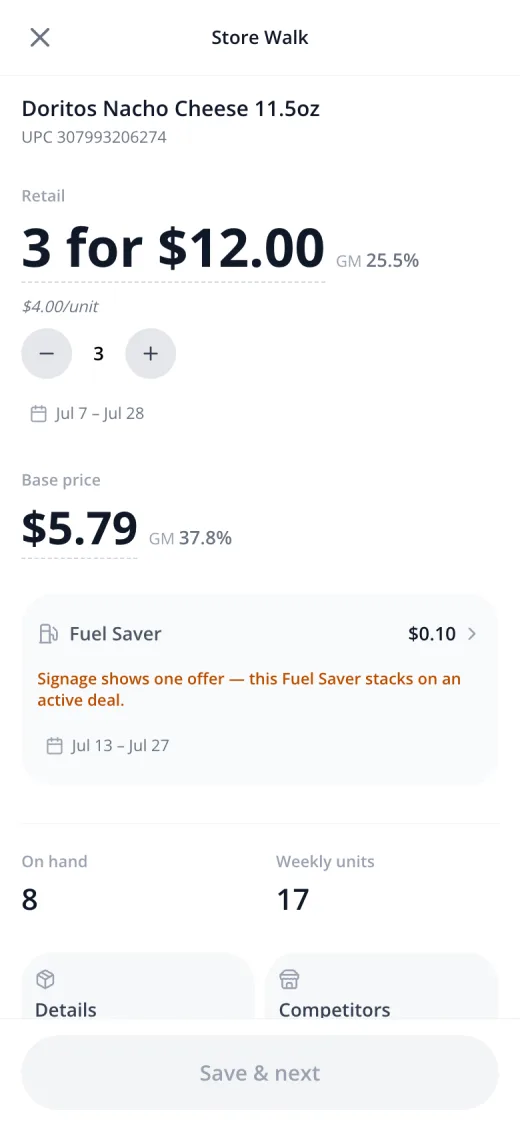 Store Walk
Doritos Nacho Cheese 11.5oz
UPC 307993206274
Retail
3 for $12.00 GM 25.5%
$4.00/unit
− 3 +
Jul 7 – Jul 28
Base price
$5.79 GM 37.8%
Fuel Saver $0.10
Signage shows one offer — this Fuel Saver stacks on an
active deal.
Jul 13 – Jul 27
On hand Weekly units
8 17
Details Competitors
Save & next